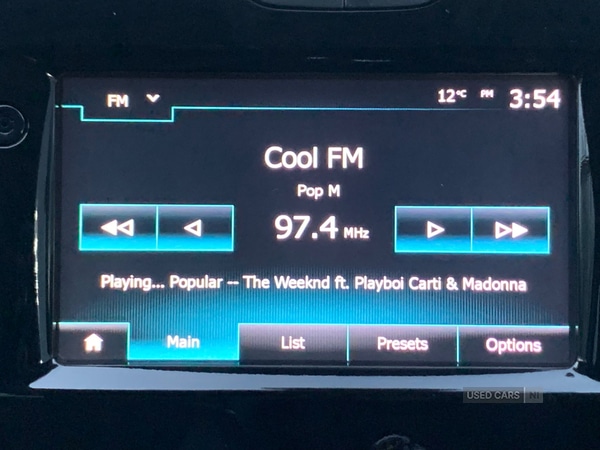 FM
12°C PM 3:54
Cool FM
Pop M
97.4 MHz
Playing... Popular -- The Weeknd ft. Playboi Carti & Madonna
Main List Presets Options
USED CARS NI